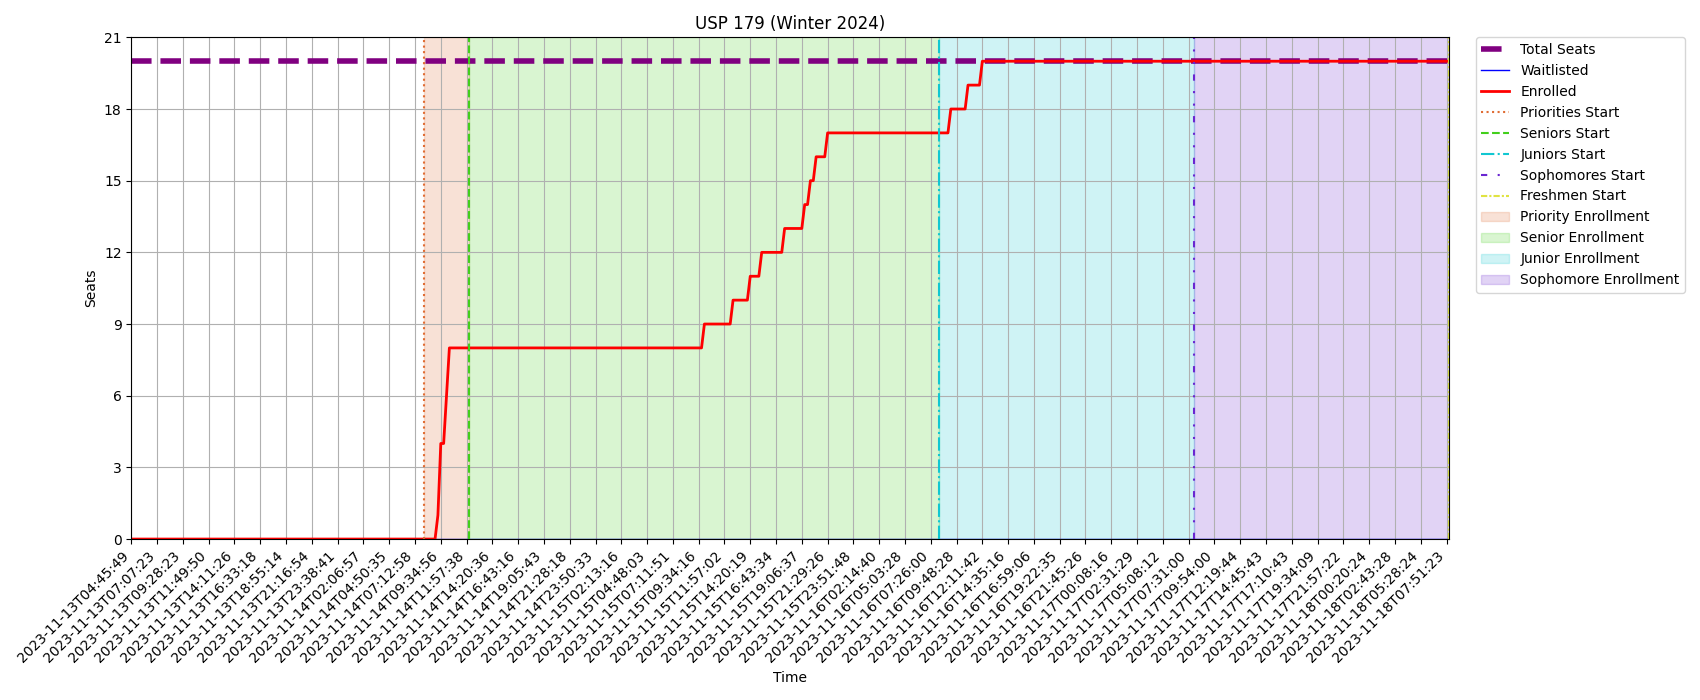 USP 179 (Winter 2024)
Seats
21
18
15
12
9
6
3
0
2023-11-13T04:45:49
2023-11-13T07:07:23
2023-11-13T09:28:23
2023-11-13T11:49:50
2023-11-13T14:11:26
2023-11-13T16:33:18
2023-11-13T18:55:14
2023-11-13T21:16:54
2023-11-13T23:38:41
2023-11-14T02:06:57
2023-11-14T04:50:35
2023-11-14T07:12:58
2023-11-14T09:34:56
2023-11-14T11:57:38
2023-11-14T14:20:36
2023-11-14T16:43:16
2023-11-14T19:05:43
2023-11-14T21:28:18
2023-11-14T23:50:33
2023-11-15T02:13:16
2023-11-15T04:48:03
2023-11-15T07:11:51
2023-11-15T09:34:16
2023-11-15T11:57:02
2023-11-15T14:20:19
2023-11-15T16:43:34
2023-11-15T19:06:37
2023-11-15T21:29:26
2023-11-15T23:51:48
2023-11-16T02:14:40
2023-11-16T05:03:28
2023-11-16T07:26:00
2023-11-16T09:48:28
2023-11-16T12:11:42
2023-11-16T14:35:16
2023-11-16T16:59:06
2023-11-16T19:22:35
2023-11-16T21:45:26
2023-11-17T00:08:16
2023-11-17T02:31:29
2023-11-17T05:08:12
2023-11-17T07:31:00
2023-11-17T09:54:00
2023-11-17T12:19:44
2023-11-17T14:45:43
2023-11-17T17:10:43
2023-11-17T19:34:09
2023-11-17T21:57:22
2023-11-18T00:20:24
2023-11-18T02:43:28
2023-11-18T05:28:24
2023-11-18T07:51:23
Time
Total Seats
Waitlisted
Enrolled
Priorities Start
Seniors Start
Juniors Start
Sophomores Start
Freshmen Start
Priority Enrollment
Senior Enrollment
Junior Enrollment
Sophomore Enrollment